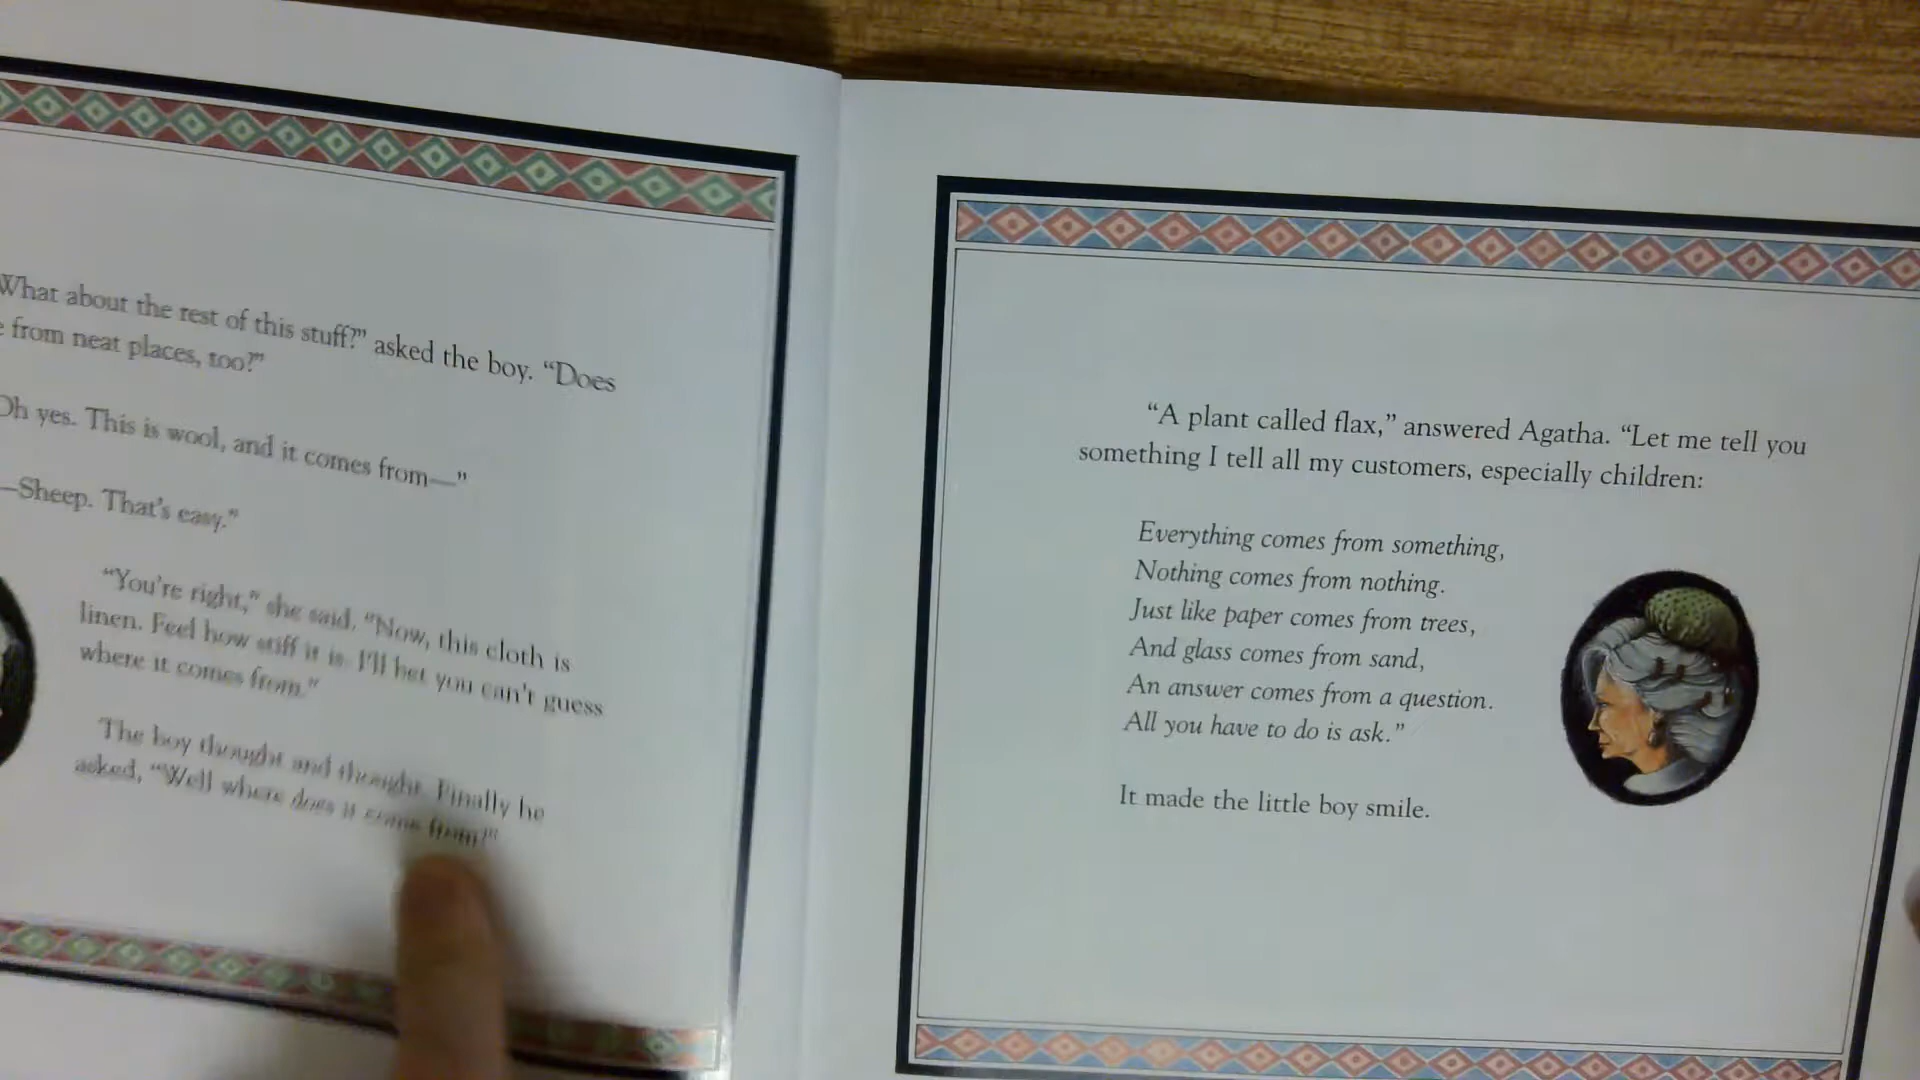 What about the rest of this stuff?" asked the boy. "Does
from neat places, too?"
Oh yes. This is wool, and it comes from—"
—Sheep. That's easy."
"You're right," she said. "Now, this cloth is
linen. Feel how stiff it is. I'll bet you can't guess
where it comes from."
The boy thought and thought. Finally he
asked, "Well where does it come from?"
"A plant called flax," answered Agatha. "Let me tell you
something I tell all my customers, especially children:
Everything comes from something,
Nothing comes from nothing.
Just like paper comes from trees,
And glass comes from sand,
An answer comes from a question.
All you have to do is ask."
It made the little boy smile.